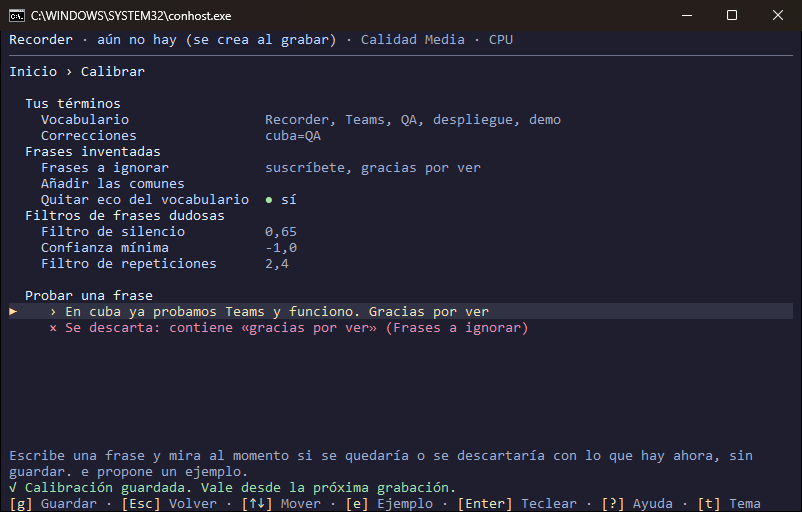 C:\WINDOWS\SYSTEM32\conhost.exe
Recorder · aún no hay (se crea al grabar) · Calidad Media · CPU
Inicio › Calibrar
Tus términos
Vocabulario Recorder, Teams, QA, despliegue, demo
Correcciones cuba=QA
Frases inventadas
Frases a ignorar suscríbete, gracias por ver
Añadir las comunes
Quitar eco del vocabulario ● sí
Filtros de frases dudosas
Filtro de silencio 0,65
Confianza mínima -1,0
Filtro de repeticiones 2,4
Probar una frase
► › En cuba ya probamos Teams y funciono. Gracias por ver
× Se descarta: contiene «gracias por ver» (Frases a ignorar)
Escribe una frase y mira al momento si se quedaría o se descartaría con lo que hay ahora, sin
guardar. e propone un ejemplo.
√ Calibración guardada. Vale desde la próxima grabación.
[g] Guardar · [Esc] Volver · [↑↓] Mover · [e] Ejemplo · [Enter] Teclear · [?] Ayuda · [t] Tema